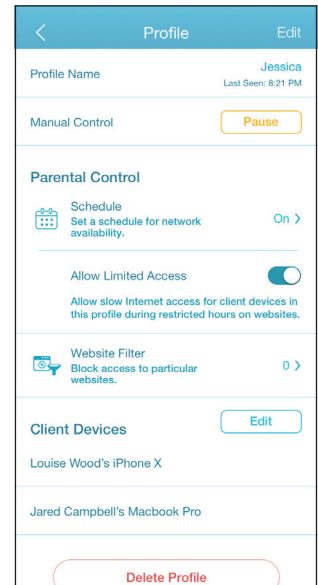 Profile
Edit
Profile Name
Jessica
Last Seen: 8:21 PM
Manual Control
Pause
Parental Control
Schedule
Set a schedule for network
availability.
On
Allow Limited Access
Allow slow Internet access for client devices in
this profile during restricted hours on websites.
Website Filter
Block access to particular
websites.
0
Client Devices
Edit
Louise Wood's iPhone X
Jared Campbell's Macbook Pro
Delete Profile